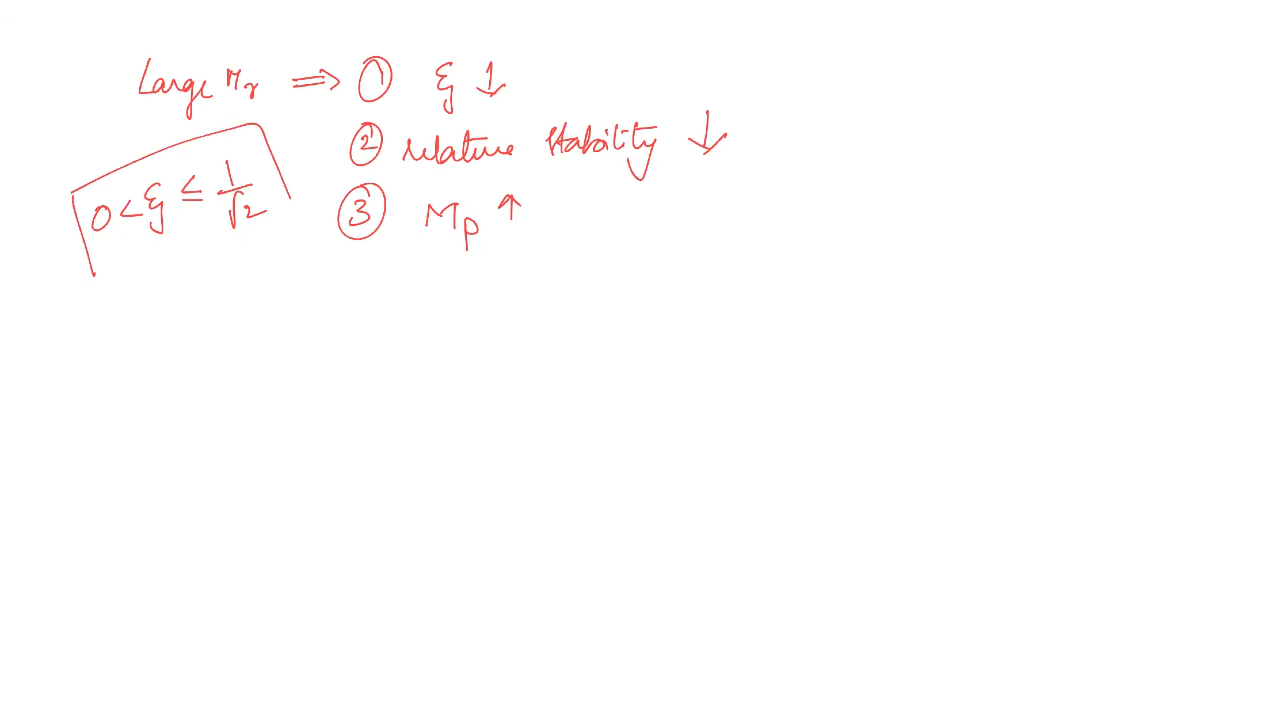 Large Mr ⇒ ① ξ ↓
② relative stability ↓
0 < ξ ≤ 1/√2
③ Mp ↑